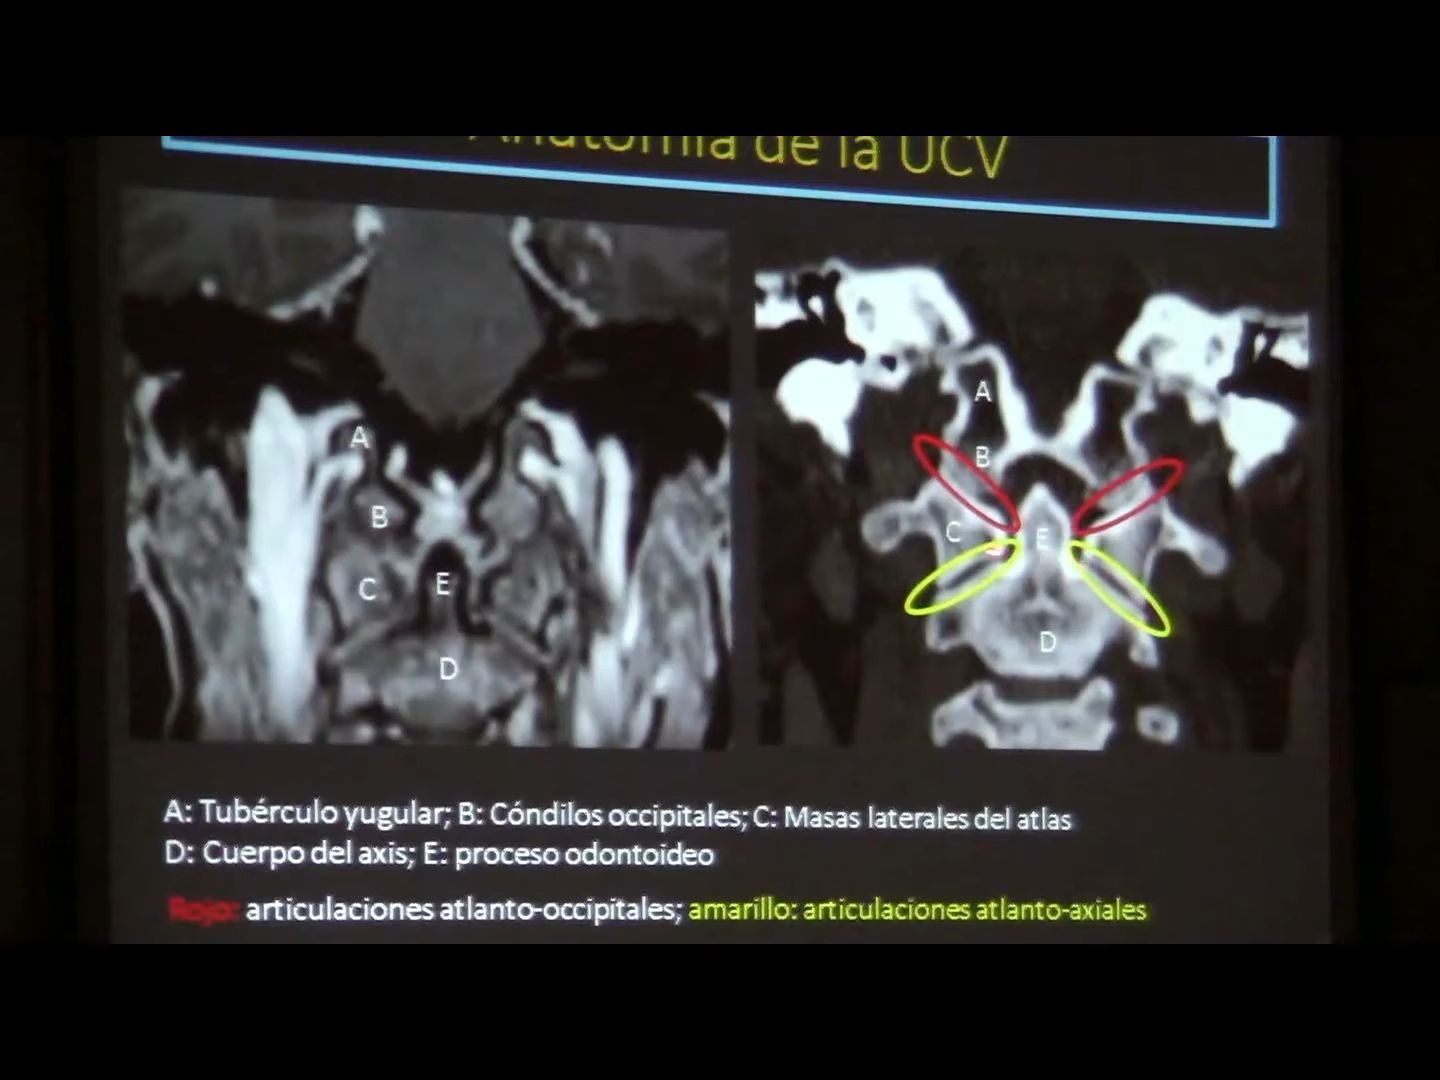 Anatomía de la UCV
A
B
C
E
D
A
B
C
E
D
A: Tubérculo yugular; B: Cóndilos occipitales; C: Masas laterales del atlas
D: Cuerpo del axis; E: proceso odontoideo
Rojo: articulaciones atlanto-occipitales; amarillo: articulaciones atlanto-axiales